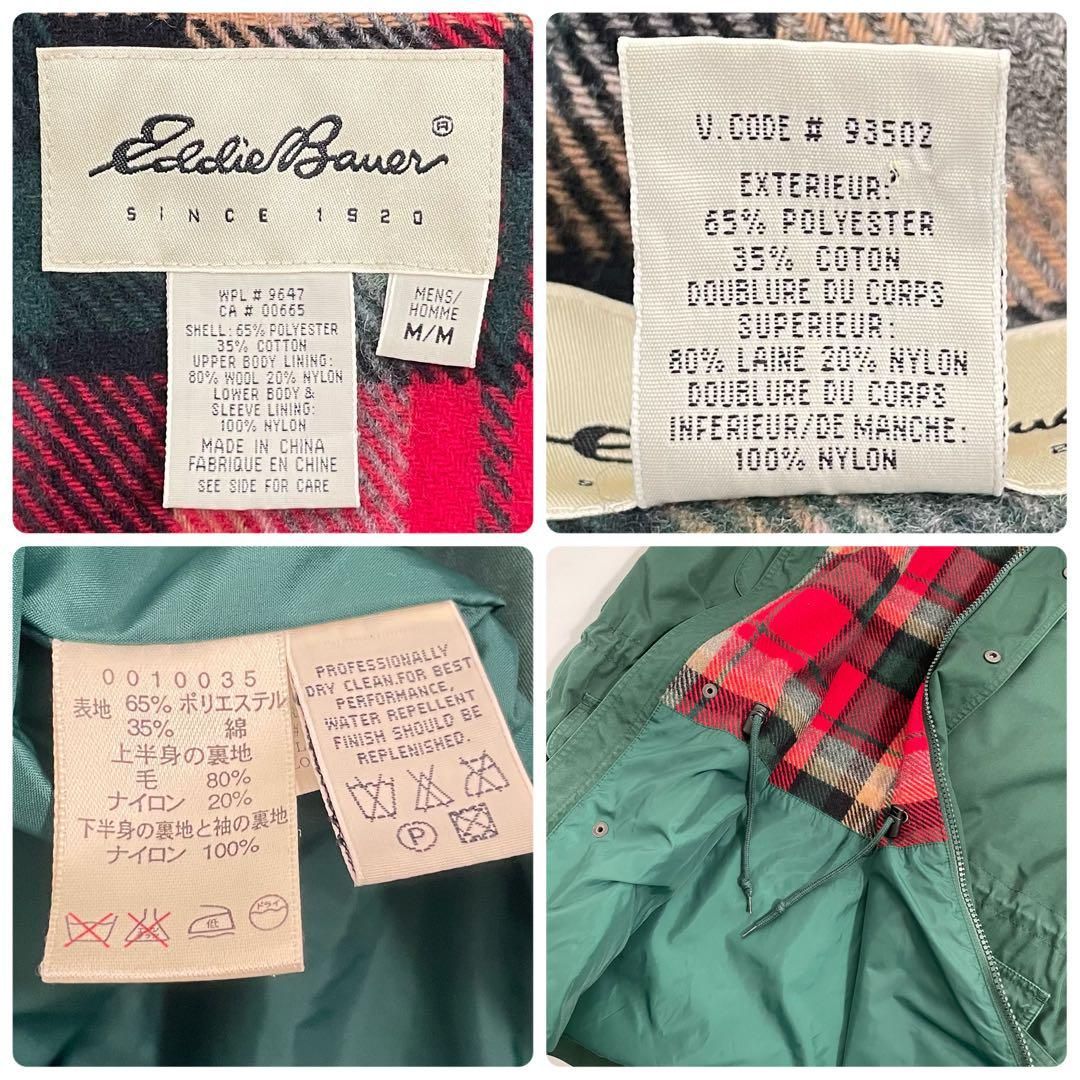 Eddie Bauer ®
SINCE 1920
WPL # 9647
CA # 00665
SHELL: 65% POLYESTER
35% COTTON
UPPER BODY LINING:
80% WOOL 20% NYLON
LOWER BODY &
SLEEVE LINING:
100% NYLON
MADE IN CHINA
FABRIQUE EN CHINE
SEE SIDE FOR CARE
MENS/
HOMME
M/M
V. CODE # 93502
EXTERIEUR:
65% POLYESTER
35% COTON
DOUBLURE DU CORPS
SUPERIEUR:
80% LAINE 20% NYLON
DOUBLURE DU CORPS
INFERIEUR/DE MANCHE:
100% NYLON
0010035
表地 65% ポリエステル
35% 綿
上半身の裏地
毛 80%
ナイロン 20%
下半身の裏地と袖の裏地
ナイロン 100%
低
ドライ
PROFESSIONALLY
DRY CLEAN.FOR BEST
PERFORMANCE,
WATER REPELLENT
FINISH SHOULD BE
REPLENISHED.
P